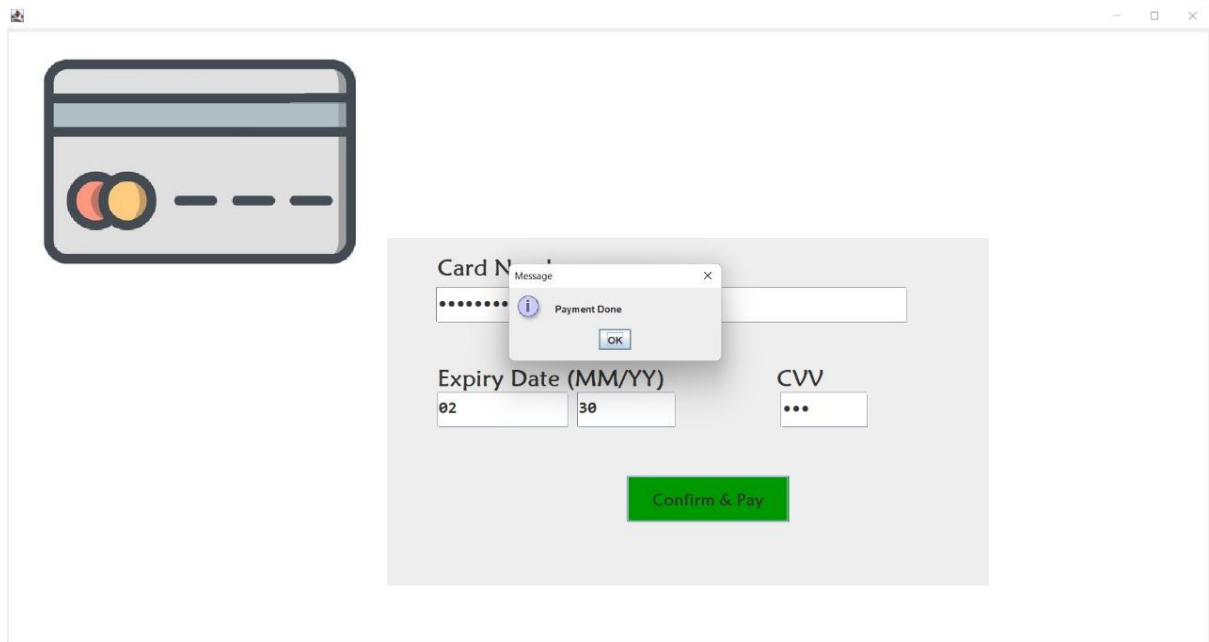 Card N
Message
••••••••
Payment Done
OK
Expiry Date (MM/YY)
CVV
02
30
•••
Confirm & Pay